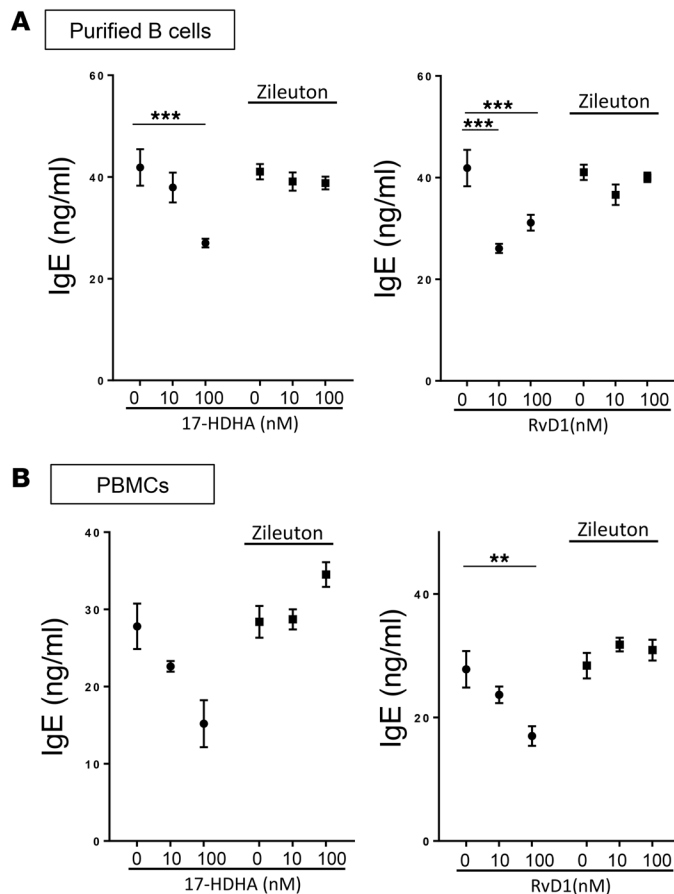 A
Purified B cells
60
40
20
0
IgE (ng/ml)
***
Zileuton
0 10 100 0 10 100
17-HDHA (nM)
60
40
20
0
IgE (ng/ml)
***
***
Zileuton
0 10 100 0 10 100
RvD1(nM)
B
PBMCs
40
30
20
10
0
IgE (ng/ml)
Zileuton
0 10 100 0 10 100
17-HDHA (nM)
40
20
0
IgE (ng/ml)
**
Zileuton
0 10 100 0 10 100
RvD1(nM)